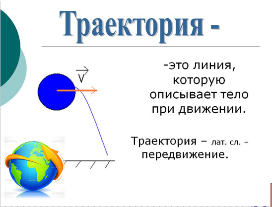 Траектория -
-это линия,
которую
описывает тело
при движении.
V
Траектория – лат. сл. –
передвижение.